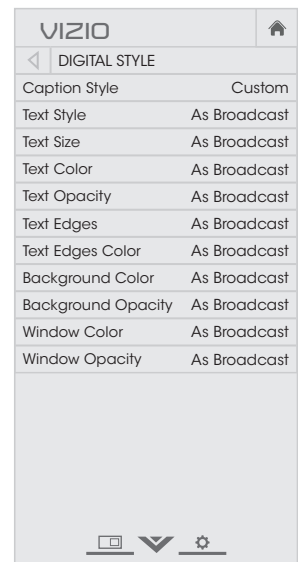 VIZIO
DIGITAL STYLE
Caption Style Custom
Text Style As Broadcast
Text Size As Broadcast
Text Color As Broadcast
Text Opacity As Broadcast
Text Edges As Broadcast
Text Edges Color As Broadcast
Background Color As Broadcast
Background Opacity As Broadcast
Window Color As Broadcast
Window Opacity As Broadcast